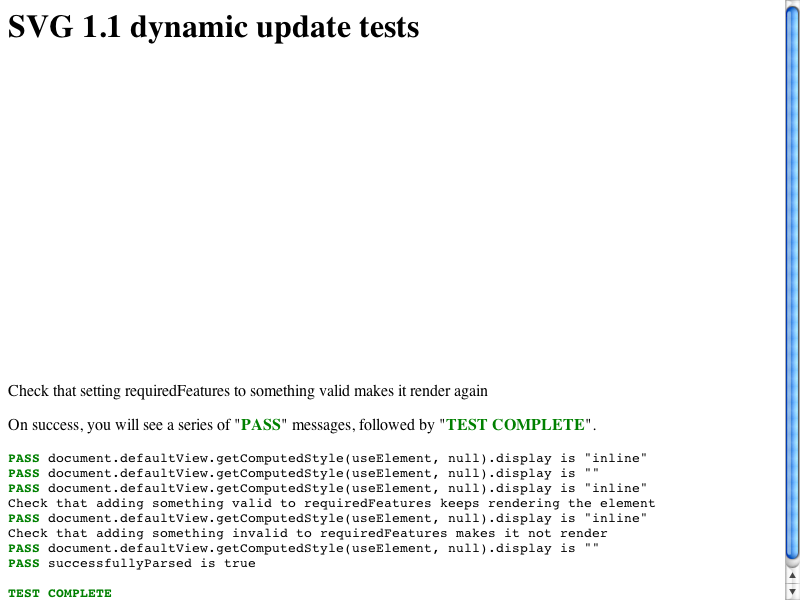 SVG 1.1 dynamic update tests
Check that setting requiredFeatures to something valid makes it render again
On success, you will see a series of "PASS" messages, followed by "TEST COMPLETE".
PASS document.defaultView.getComputedStyle(useElement, null).display is "inline"
PASS document.defaultView.getComputedStyle(useElement, null).display is ""
PASS document.defaultView.getComputedStyle(useElement, null).display is "inline"
Check that adding something valid to requiredFeatures keeps rendering the element
PASS document.defaultView.getComputedStyle(useElement, null).display is "inline"
Check that adding something invalid to requiredFeatures makes it not render
PASS document.defaultView.getComputedStyle(useElement, null).display is ""
PASS successfullyParsed is true
TEST COMPLETE